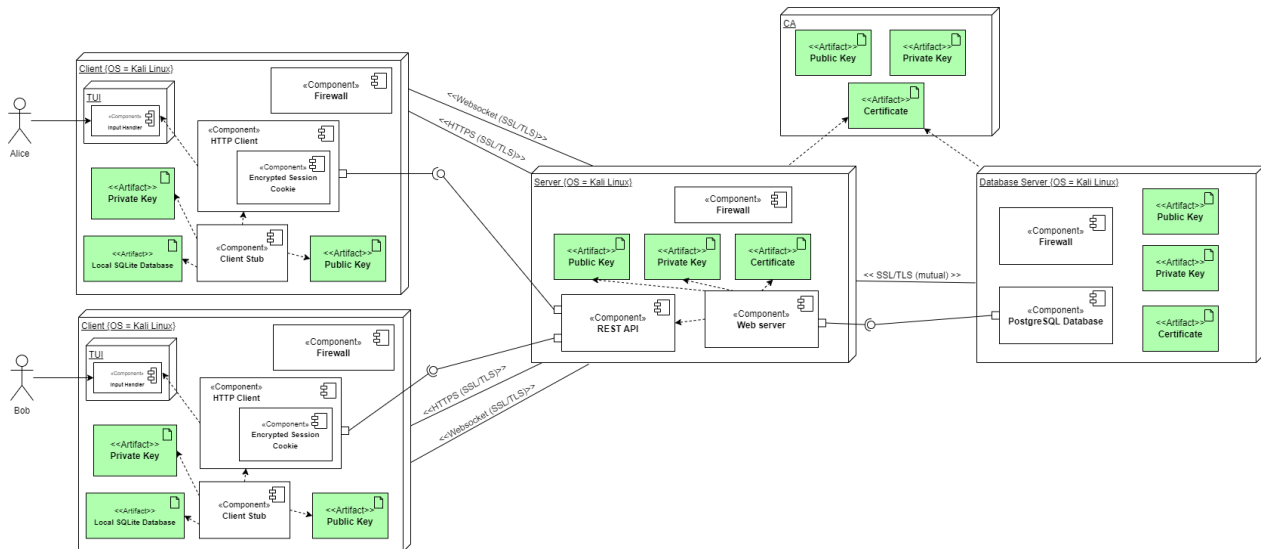 CA
<<Artifact>>
Public Key
<<Artifact>>
Private Key
<<Artifact>>
Certificate
Client {OS = Kali Linux}
«Component»
Firewall
TUI
«Component»
Input Handler
Alice
«Component»
HTTP Client
«Component»
Encrypted Session
Cookie
<<Artifact>>
Private Key
<<Artifact>>
Local SQLite Database
«Component»
Client Stub
<<Artifact>>
Public Key
<<Websocket (SSL/TLS)>>
<<HTTPS (SSL/TLS)>>
Server {OS = Kali Linux}
«Component»
Firewall
<<Artifact>>
Public Key
<<Artifact>>
Private Key
<<Artifact>>
Certificate
«Component»
REST API
«Component»
Web server
<< SSL/TLS (mutual) >>
Database Server {OS = Kali Linux}
«Component»
Firewall
<<Artifact>>
Public Key
<<Artifact>>
Private Key
«Component»
PostgreSQL Database
<<Artifact>>
Certificate
Client {OS = Kali Linux}
«Component»
Firewall
TUI
«Component»
Input Handler
Bob
«Component»
HTTP Client
«Component»
Encrypted Session
Cookie
<<Artifact>>
Private Key
<<Artifact>>
Local SQLite Database
«Component»
Client Stub
<<Artifact>>
Public Key
<<HTTPS (SSL/TLS)>>
<<Websocket (SSL/TLS)>>